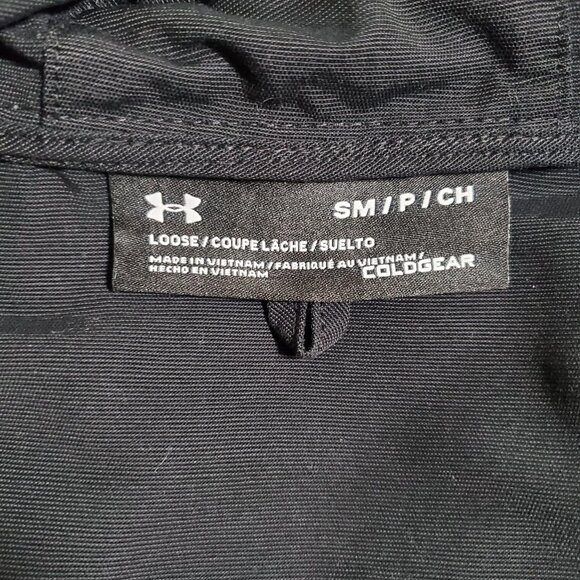 SM / P / CH
LOOSE / COUPE LÂCHE / SUELTO
MADE IN VIETNAM / FABRIQUÉ AU VIETNAM /
HECHO EN VIETNAM
COLDGEAR